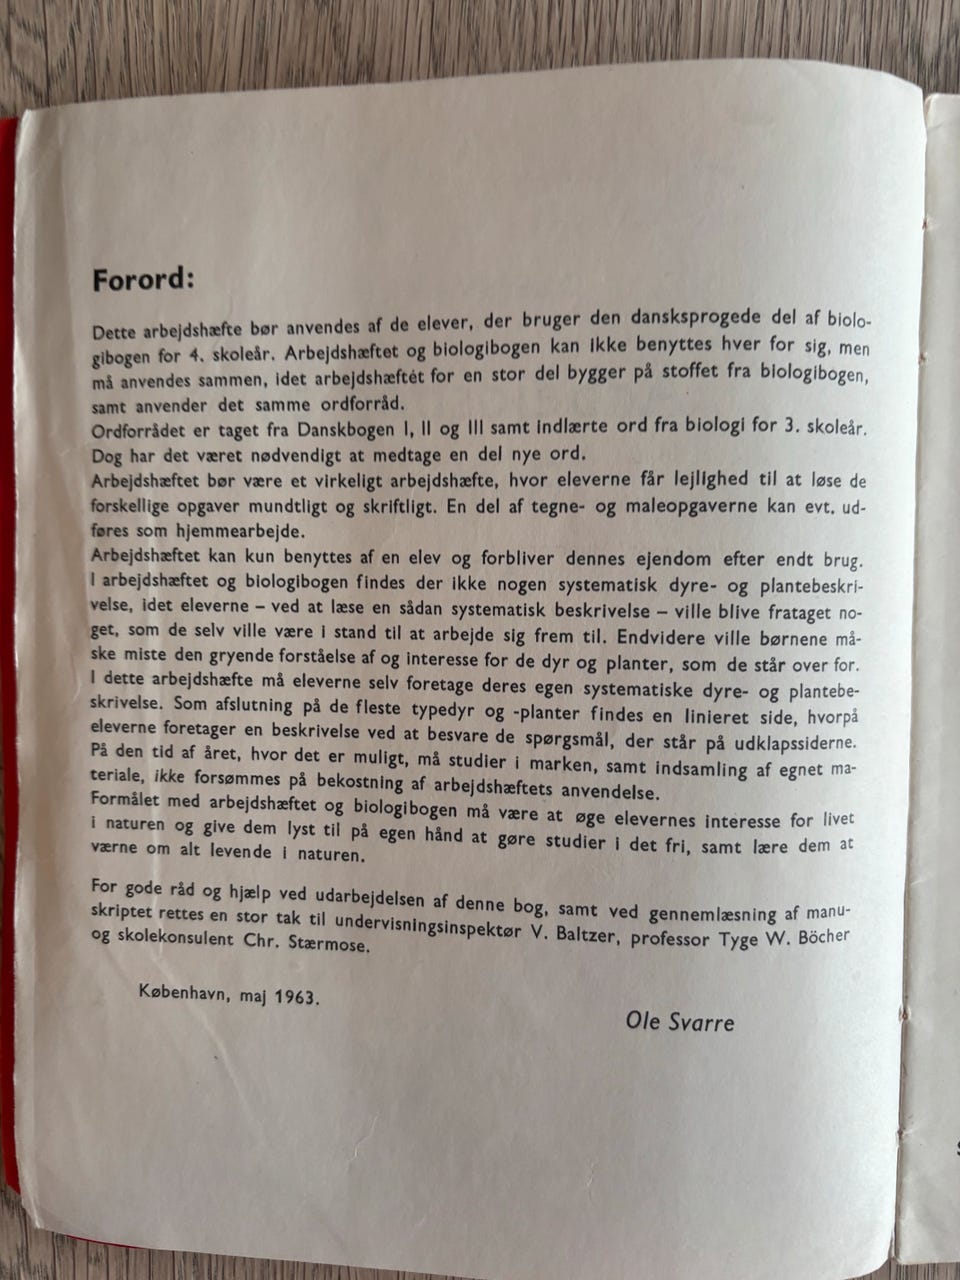 Forord:
Dette arbejdshæfte bør anvendes af de elever, der bruger den dansksprogede del af biolo-
gibogen for 4. skoleår. Arbejdshæftet og biologibogen kan ikke benyttes hver for sig, men
må anvendes sammen, idet arbejdshæftet for en stor del bygger på stoffet fra biologibogen,
samt anvender det samme ordforråd.
Ordforrådet er taget fra Danskbogen I, II og III samt indlærte ord fra biologi for 3. skoleår.
Dog har det været nødvendigt at medtage en del nye ord.
Arbejdshæftet bør være et virkeligt arbejdshæfte, hvor eleverne får lejlighed til at løse de
forskellige opgaver mundtligt og skriftligt. En del af tegne- og maleopgaverne kan evt. ud-
føres som hjemmearbejde.
Arbejdshæftet kan kun benyttes af en elev og forbliver dennes ejendom efter endt brug.
I arbejdshæftet og biologibogen findes der ikke nogen systematisk dyre- og plantebeskri-
velse, idet eleverne – ved at læse en sådan systematisk beskrivelse – ville blive frataget no-
get, som de selv ville være i stand til at arbejde sig frem til. Endvidere ville børnene må-
ske miste den gryende forståelse af og interesse for de dyr og planter, som de står over for.
I dette arbejdshæfte må eleverne selv foretage deres egen systematiske dyre- og plantebe-
skrivelse. Som afslutning på de fleste typedyr og -planter findes en linieret side, hvorpå
eleverne foretager en beskrivelse ved at besvare de spørgsmål, der står på udklapssiderne.
På den tid af året, hvor det er muligt, må studier i marken, samt indsamling af egnet ma-
teriale, ikke forsømmes på bekostning af arbejdshæftets anvendelse.
Formålet med arbejdshæftet og biologibogen må være at øge elevernes interesse for livet
i naturen og give dem lyst til på egen hånd at gøre studier i det fri, samt lære dem at
værne om alt levende i naturen.
For gode råd og hjælp ved udarbejdelsen af denne bog, samt ved gennemlæsning af manu-
skriptet rettes en stor tak til undervisningsinspektør V. Baltzer, professor Tyge W. Böcher
og skolekonsulent Chr. Stærmose.
København, maj 1963.
Ole Svarre